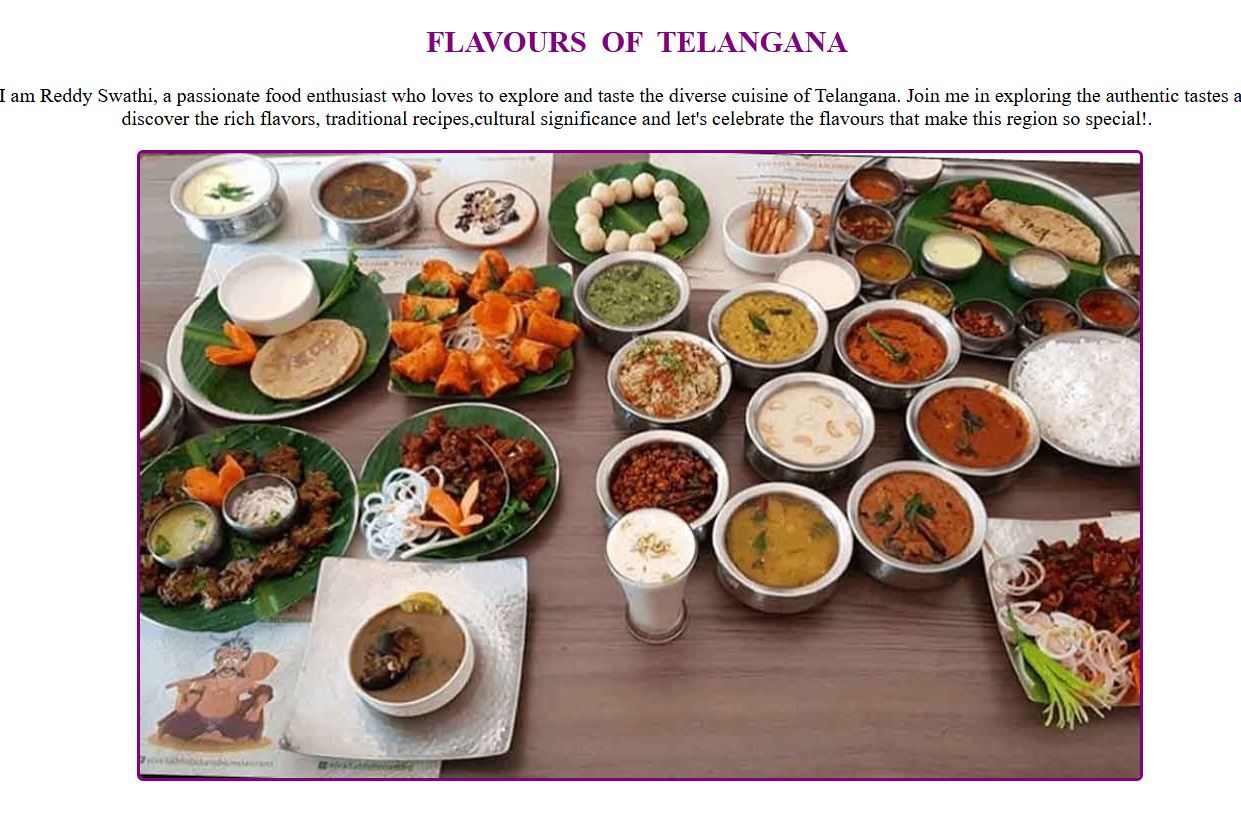 FLAVOURS OF TELANGANA
I am Reddy Swathi, a passionate food enthusiast who loves to explore and taste the diverse cuisine of Telangana. Join me in exploring the authentic tastes a
discover the rich flavors, traditional recipes,cultural significance and let's celebrate the flavours that make this region so special!.